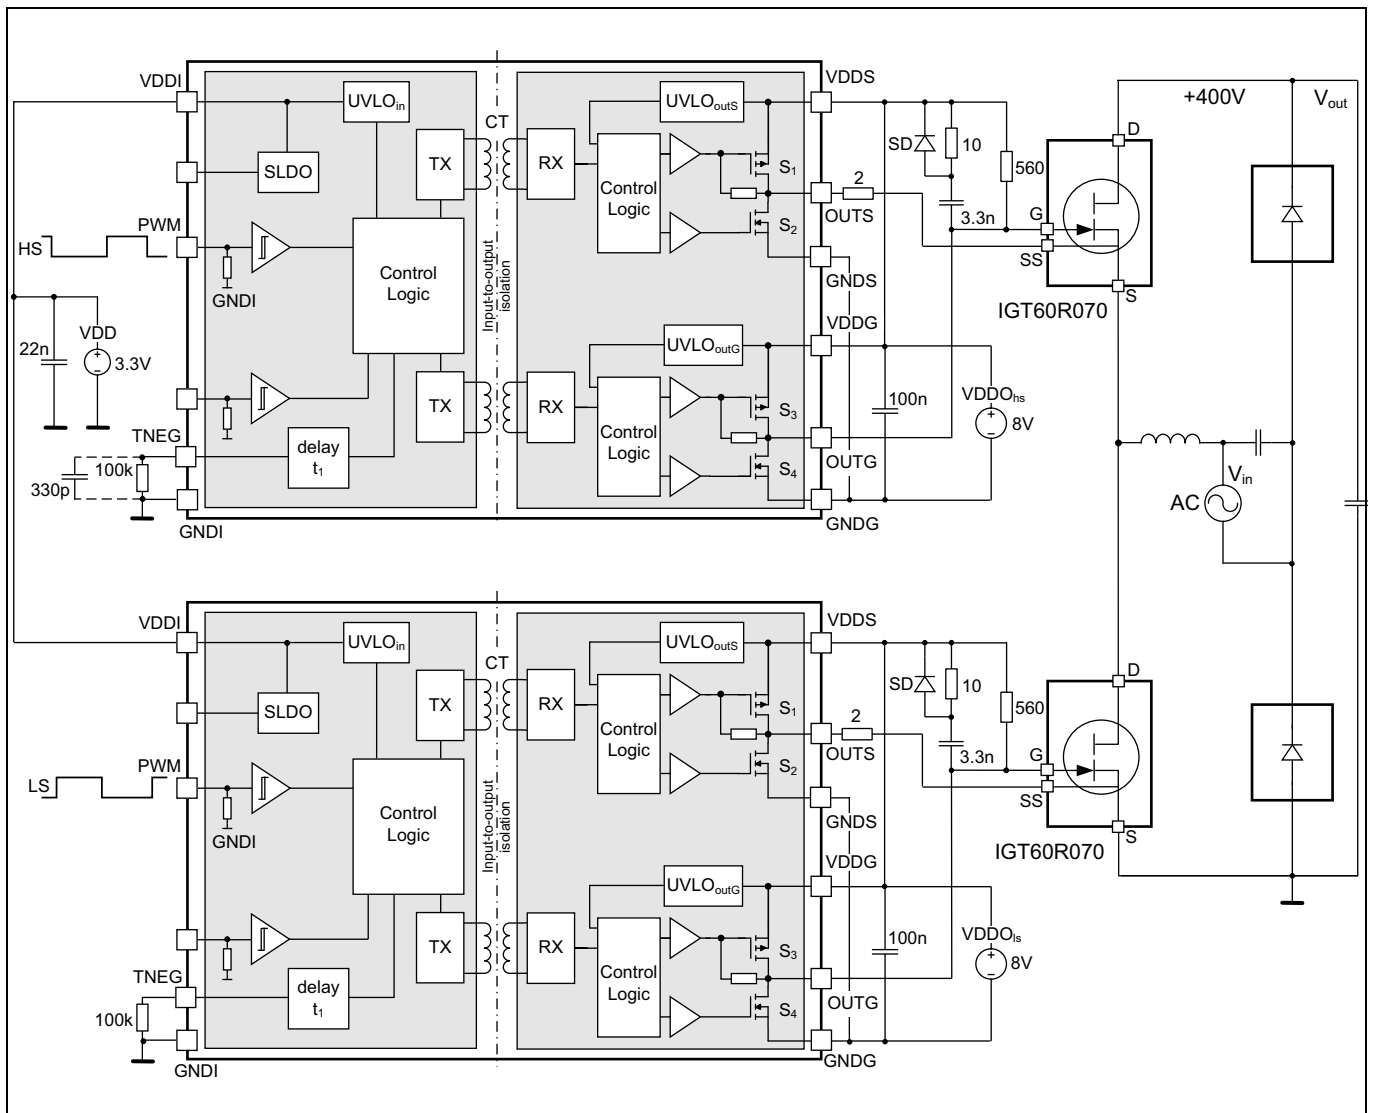 VDDI
UVLOin
CT
TX
SLDO
PWM
HS
GNDI
Control
Logic
Input-to-output
isolation
VDD
22n
3.3V
TX
TNEG
100k
330p
delay
t1
GNDI
UVLOoutS
RX
Control
Logic
S1
S2
VDDS
SD
10
560
2
OUTS
3.3n
GNDS
VDDG
UVLOoutG
RX
Control
Logic
S3
S4
100n
VDDOhs
8V
OUTG
GNDG
+400V
Vout
D
G
SS
S
IGT60R070
Vin
AC
VDDI
UVLOin
CT
TX
SLDO
PWM
LS
GNDI
Control
Logic
Input-to-output
isolation
TX
TNEG
100k
delay
t1
GNDI
UVLOoutS
RX
Control
Logic
S1
S2
VDDS
SD
10
560
2
OUTS
3.3n
GNDS
VDDG
UVLOoutG
RX
Control
Logic
S3
S4
100n
VDDOls
8V
OUTG
GNDG
D
G
SS
S
IGT60R070